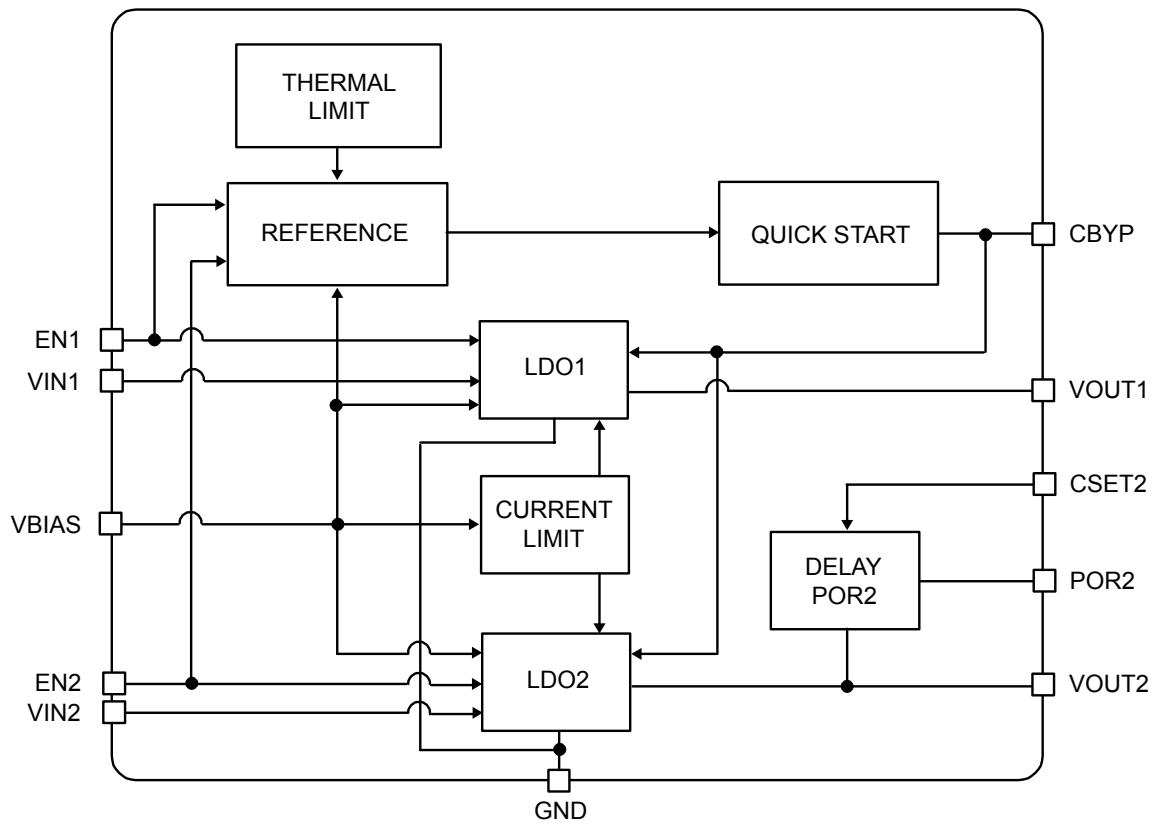 THERMAL
LIMIT
REFERENCE
QUICK START
CBYP
EN1
LDO1
VIN1
VOUT1
CSET2
VBIAS
CURRENT
LIMIT
DELAY
POR2
POR2
EN2
LDO2
VOUT2
VIN2
GND